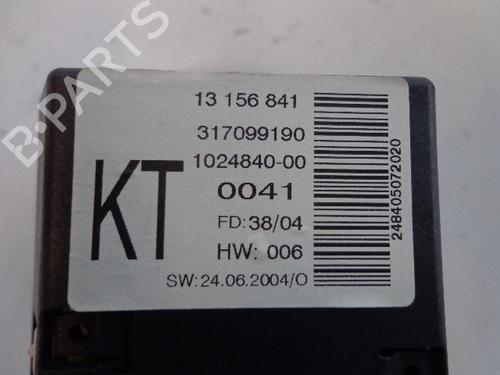 B-PARTS
13 156 841
317099190
1024840-00
0041
KT
FD: 38/04
HW: 006
SW: 24.06.2004/O
248405072020